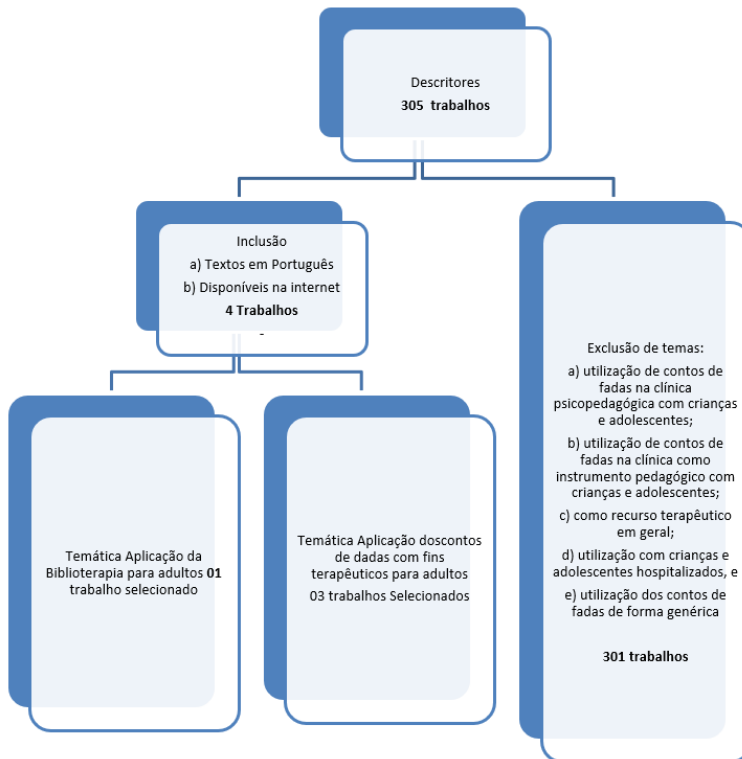 Descritores
305 trabalhos
Inclusão
a) Textos em Português
b) Disponíveis na internet
4 Trabalhos
-
Temática Aplicação da
Biblioterapia para adultos 01
trabalho selecionado
Temática Aplicação doscontos
de dadas com fins
terapêuticos para adultos
03 trabalhos Selecionados
Exclusão de temas:
a) utilização de contos de
fadas na clínica
psicopedagógica com crianças
e adolescentes;
b) utilização de contos de
fadas na clínica como
instrumento pedagógico com
crianças e adolescentes;
c) como recurso terapêutico
em geral;
d) utilização com crianças e
adolescentes hospitalizados, e
e) utilização dos contos de
fadas de forma genérica
301 trabalhos